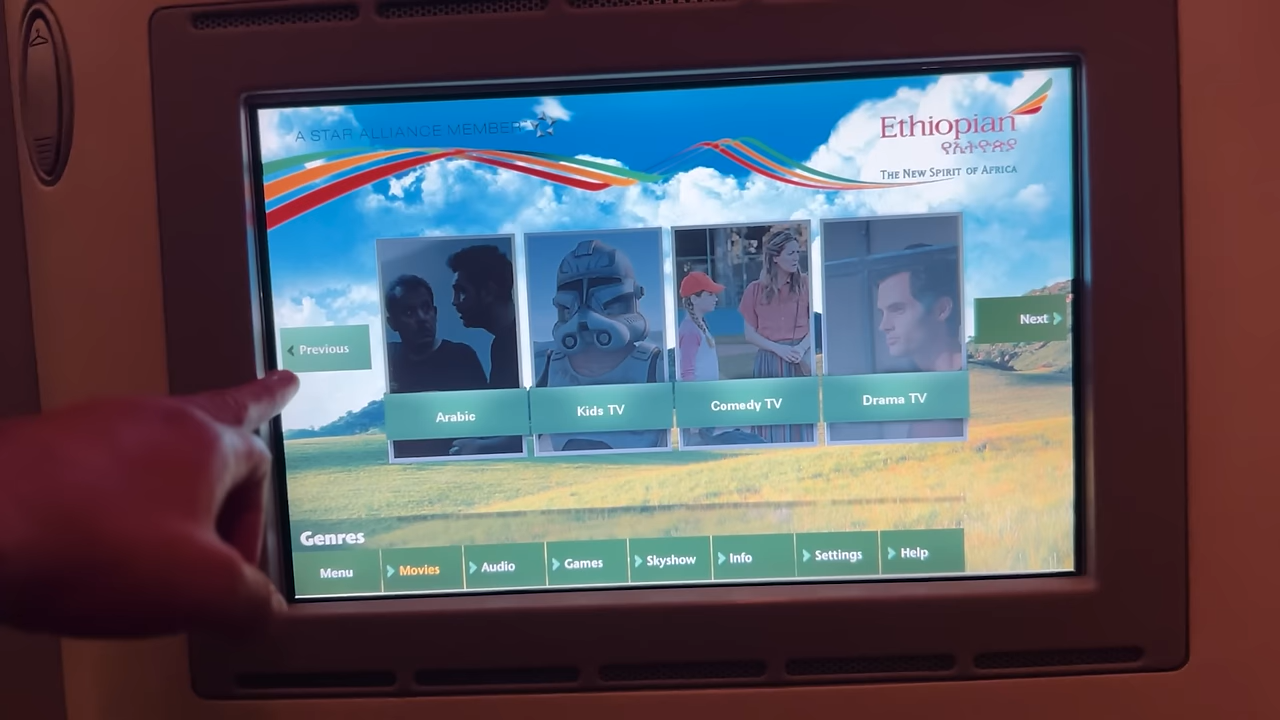 A STAR ALLIANCE MEMBER
Ethiopian
የኢትዮጵያ
THE NEW SPIRIT OF AFRICA
Previous
Next
Arabic
Kids TV
Comedy TV
Drama TV
Genres
Menu
Movies
Audio
Games
Skyshow
Info
Settings
Help